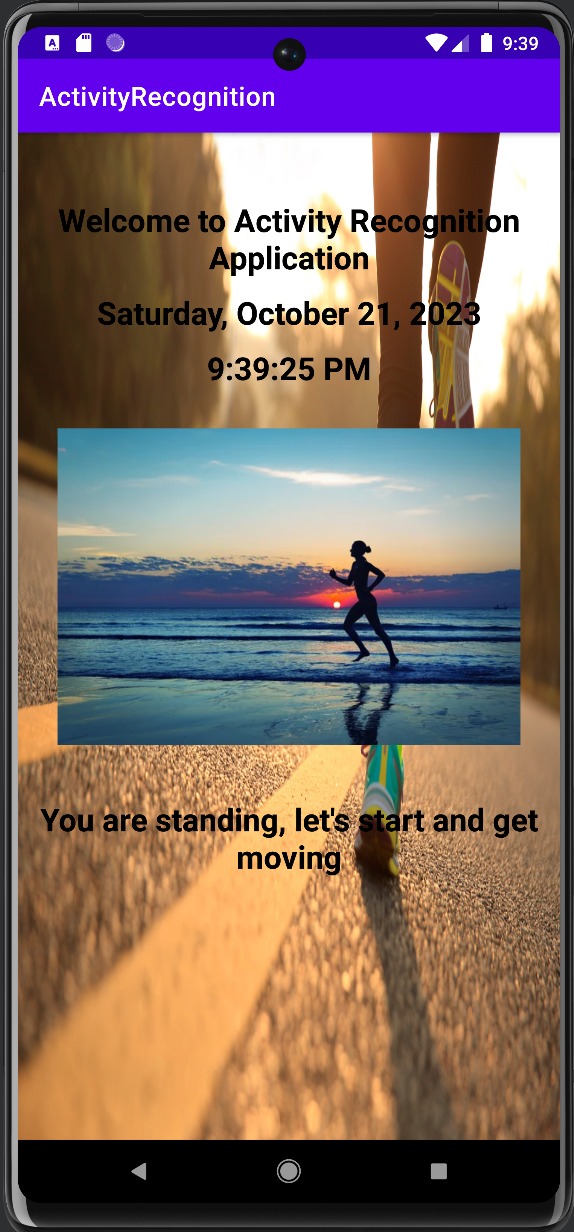 9:39
ActivityRecognition
Welcome to Activity Recognition
Application
Saturday, October 21, 2023
9:39:25 PM
You are standing, let's start and get
moving